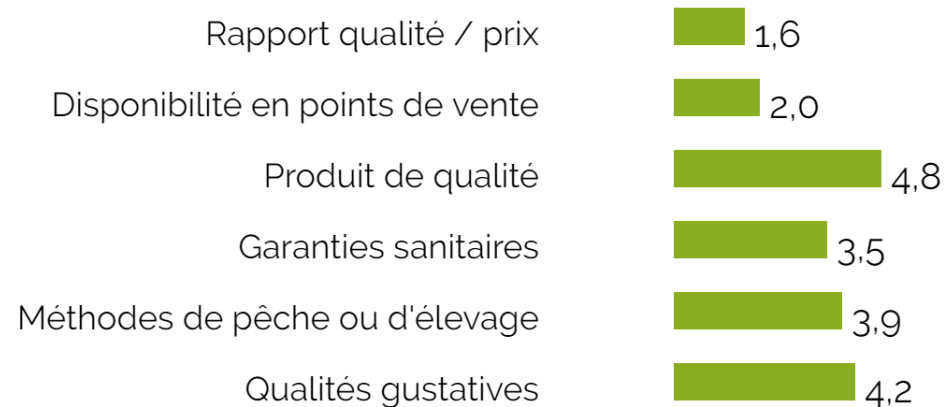 Rapport qualité / prix 1,6
Disponibilité en points de vente 2,0
Produit de qualité 4,8
Garanties sanitaires 3,5
Méthodes de pêche ou d'élevage 3,9
Qualités gustatives 4,2